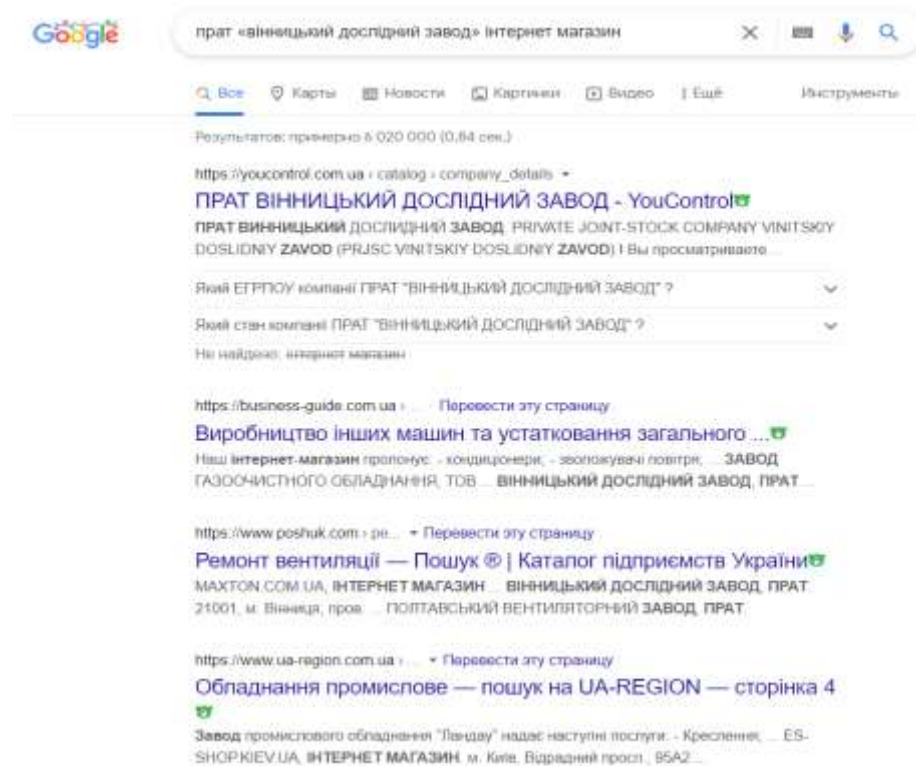 Google
прат «вінницький дослідний завод» інтернет магазин
Все Карты Новости Картинки Видео Ещё Инструменты
Результатов: примерно 6 020 000 (0,64 сек.)
https://youcontrol.com.ua › catalog › company_details
ПРАТ ВІННИЦЬКИЙ ДОСЛІДНИЙ ЗАВОД - YouControl
ПРАТ ВИННИЦЬКИЙ ДОСЛИДНИЙ ЗАВОД, PRIVATE JOINT-STOCK COMPANY VINITSKIY
DOSLIDNIY ZAVOD (PRJSC VINITSKIY DOSLIDNIY ZAVOD) ! Вы просматриваете ...
Який ЕГРПОУ компанії ПРАТ "ВІННИЦЬКИЙ ДОСЛІДНИЙ ЗАВОД" ?
Який стан компанії ПРАТ "ВІННИЦЬКИЙ ДОСЛІДНИЙ ЗАВОД" ?
Не найдено: интернет магазин
https://business-guide.com.ua › ... · Перевести эту страницу
Виробництво інших машин та устатковання загального ...
Наш інтернет-магазин пропонує: - кондиціонери; - зволожувачі повітря; ... ЗАВОД
ГАЗООЧИСТНОГО ОБЛАДНАННЯ, ТОВ ... ВІННИЦЬКИЙ ДОСЛІДНИЙ ЗАВОД, ПРАТ ...
https://www.poshuk.com › ре... Перевести эту страницу
Ремонт вентиляції — Пошук ® | Каталог підприємств України
MAXTON.COM.UA, ІНТЕРНЕТ МАГАЗИН ... ВІННИЦЬКИЙ ДОСЛІДНИЙ ЗАВОД, ПРАТ.
21001, м. Вінниця, пров. ... ПОЛТАВСЬКИЙ ВЕНТИЛЯТОРНИЙ ЗАВОД, ПРАТ.
https://www.ua-region.com.ua › ... Перевести эту страницу
Обладнання промислове — пошук на UA-REGION — сторінка 4
Завод промислового обладнання "Ландау" надає наступні послуги: - Креслення; ... ES-
SHOP.KIEV.UA, ІНТЕРНЕТ МАГАЗИН. м. Київ, Відрадний просп., 95А2 ...